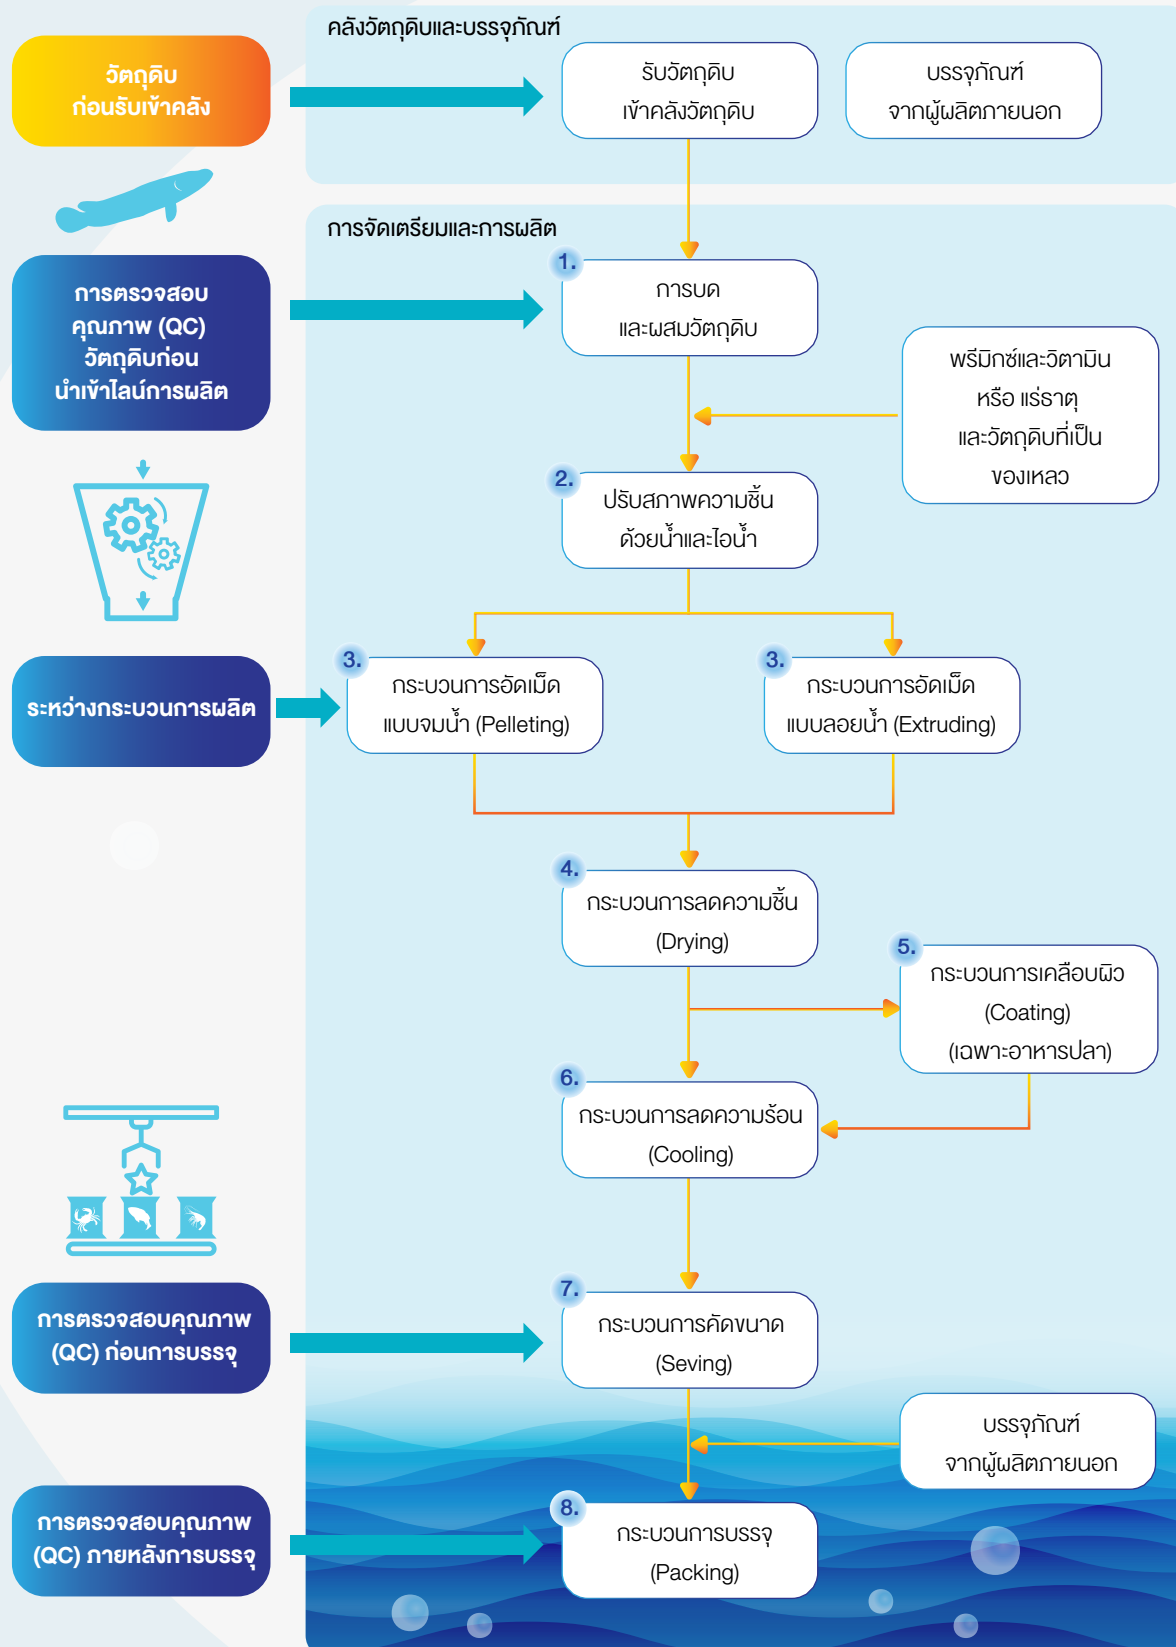 คลังวัตถุดิบและบรรจุภัณฑ์
วัตถุดิบ
ก่อนรับเข้าคลัง
รับวัตถุดิบ
เข้าคลังวัตถุดิบ
บรรจุภัณฑ์
จากผู้ผลิตภายนอก
การจัดเตรียมและการผลิต
การตรวจสอบ
คุณภาพ (QC)
วัตถุดิบก่อน
นำเข้าไลน์การผลิต
1.
การบด
และผสมวัตถุดิบ
พรีมิกซ์และวิตามิน
หรือ แร่ธาตุ
และวัตถุดิบที่เป็น
ของเหลว
2.
ปรับสภาพความชื้น
ด้วยน้ำและไอน้ำ
ระหว่างกระบวนการผลิต
3.
กระบวนการอัดเม็ด
แบบจมน้ำ (Pelleting)
3.
กระบวนการอัดเม็ด
แบบลอยน้ำ (Extruding)
4.
กระบวนการลดความชื้น
(Drying)
5.
กระบวนการเคลือบผิว
(Coating)
(เฉพาะอาหารปลา)
6.
กระบวนการลดความร้อน
(Cooling)
การตรวจสอบคุณภาพ
(QC) ก่อนการบรรจุ
7.
กระบวนการคัดขนาด
(Seving)
บรรจุภัณฑ์
จากผู้ผลิตภายนอก
การตรวจสอบคุณภาพ
(QC) ภายหลังการบรรจุ
8.
กระบวนการบรรจุ
(Packing)